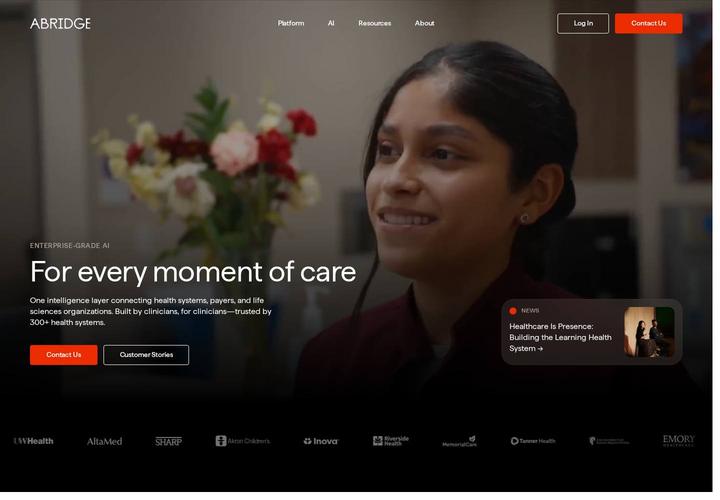 ABRIDGE
Platform
AI
Resources
About
Log In
Contact Us
ENTERPRISE-GRADE AI
For every moment of care
One intelligence layer connecting health systems, payers, and life
sciences organizations. Built by clinicians, for clinicians—trusted by
300+ health systems.
Contact Us
Customer Stories
NEWS
Healthcare Is Presence:
Building the Learning Health
System →
UWHealth
AltaMed
SHARP
Akron Children's
Inova
Riverside
Health
MemorialCare
Tanner Health
EMORY
HEALTHCARE